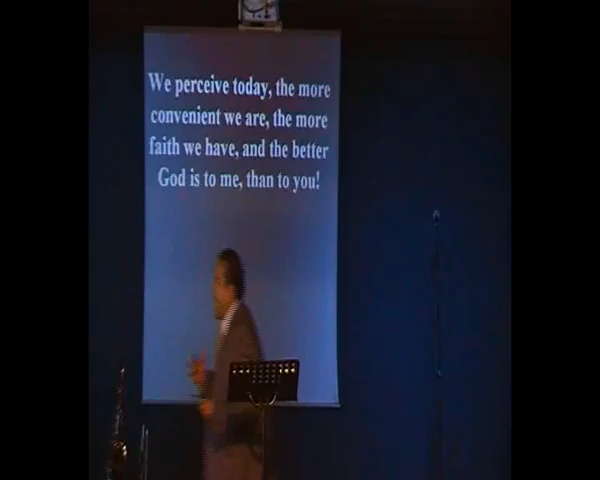 We perceive today, the more
convenient we are, the more
faith we have, and the better
God is to me, than to you!